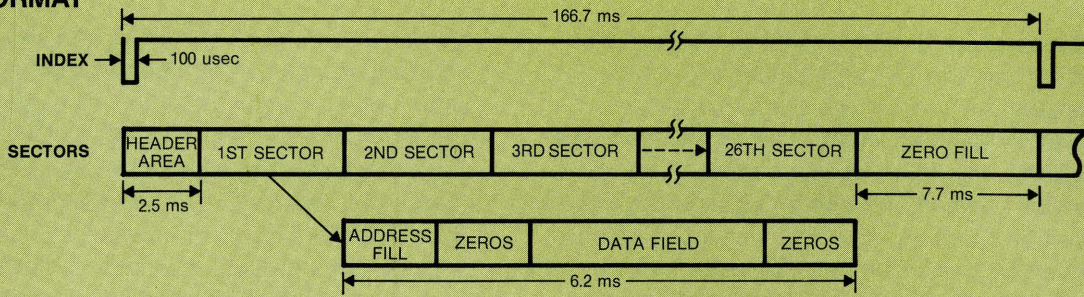 166.7 ms
INDEX
100 usec
SECTORS
HEADER AREA
1ST SECTOR
2ND SECTOR
3RD SECTOR
26TH SECTOR
ZERO FILL
2.5 ms
7.7 ms
ADDRESS FILL
ZEROS
DATA FIELD
ZEROS
6.2 ms